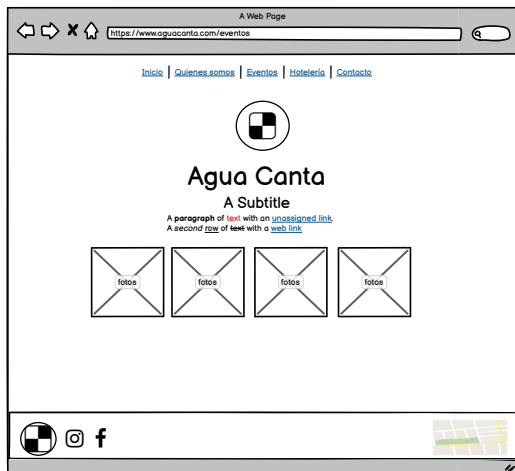 A Web Page
https://www.aguacanta.com/eventos
Inicio | Quienes somos | Eventos | Hotelería | Contacto
Agua Canta
A Subtitle
A paragraph of text with an unassigned link.
A second row of text with a web link
fotos fotos fotos fotos